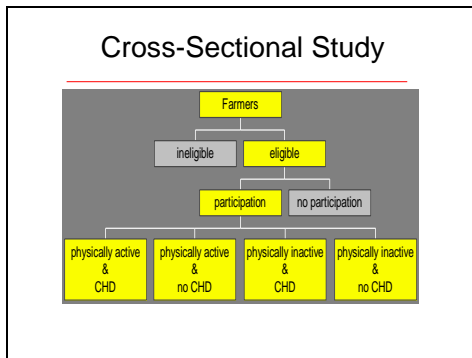 Cross-Sectional Study
Farmers
ineligible
eligible
participation
no participation
physically active
&
CHD
physically active
&
no CHD
physically inactive
&
CHD
physically inactive
&
no CHD